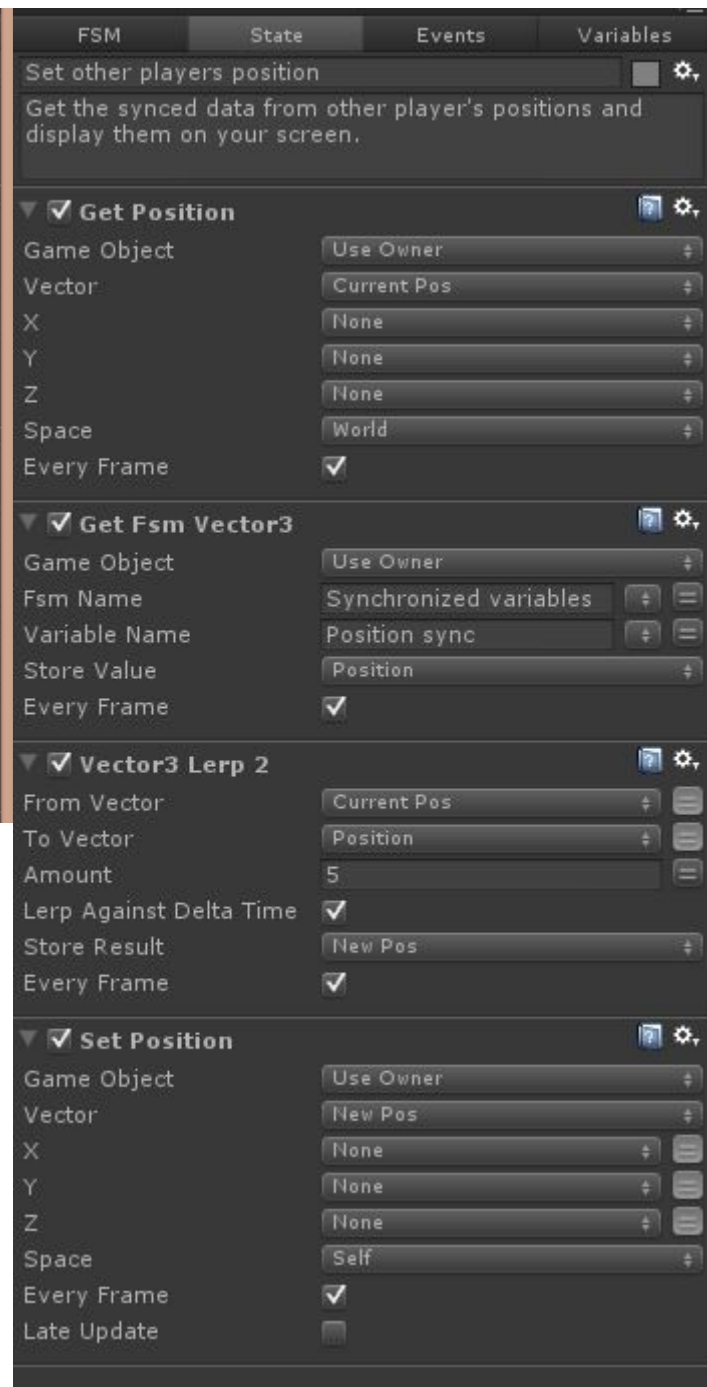 FSM State Events Variables
Set other players position
Get the synced data from other player's positions and
display them on your screen.
Get Position
Game Object Use Owner
Vector Current Pos
X None
Y None
Z None
Space World
Every Frame
Get Fsm Vector3
Game Object Use Owner
Fsm Name Synchronized variables
Variable Name Position sync
Store Value Position
Every Frame
Vector3 Lerp 2
From Vector Current Pos
To Vector Position
Amount 5
Lerp Against Delta Time
Store Result New Pos
Every Frame
Set Position
Game Object Use Owner
Vector New Pos
X None
Y None
Z None
Space Self
Every Frame
Late Update